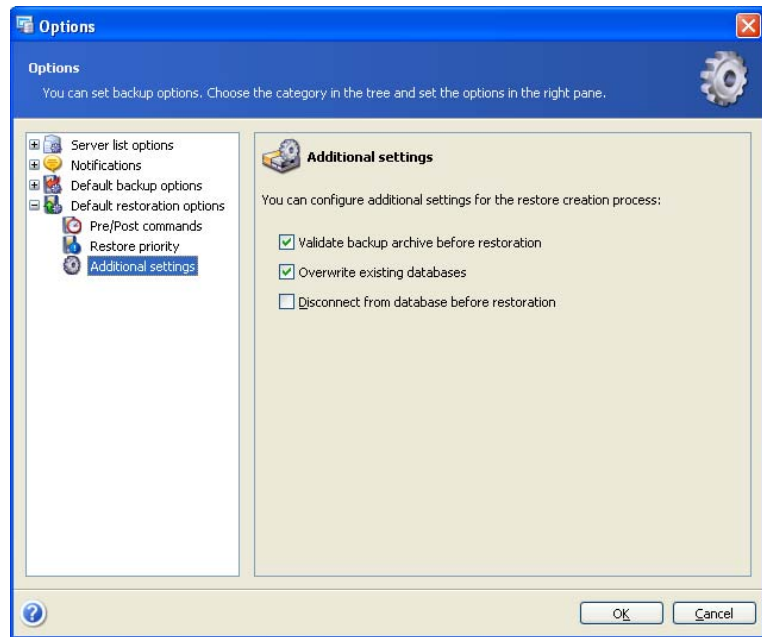 Options
Options
You can set backup options. Choose the category in the tree and set the options in the right pane.
Server list options
Notifications
Default backup options
Default restoration options
Pre/Post commands
Restore priority
Additional settings
Additional settings
You can configure additional settings for the restore creation process:
Validate backup archive before restoration
Overwrite existing databases
Disconnect from database before restoration
OK
Cancel